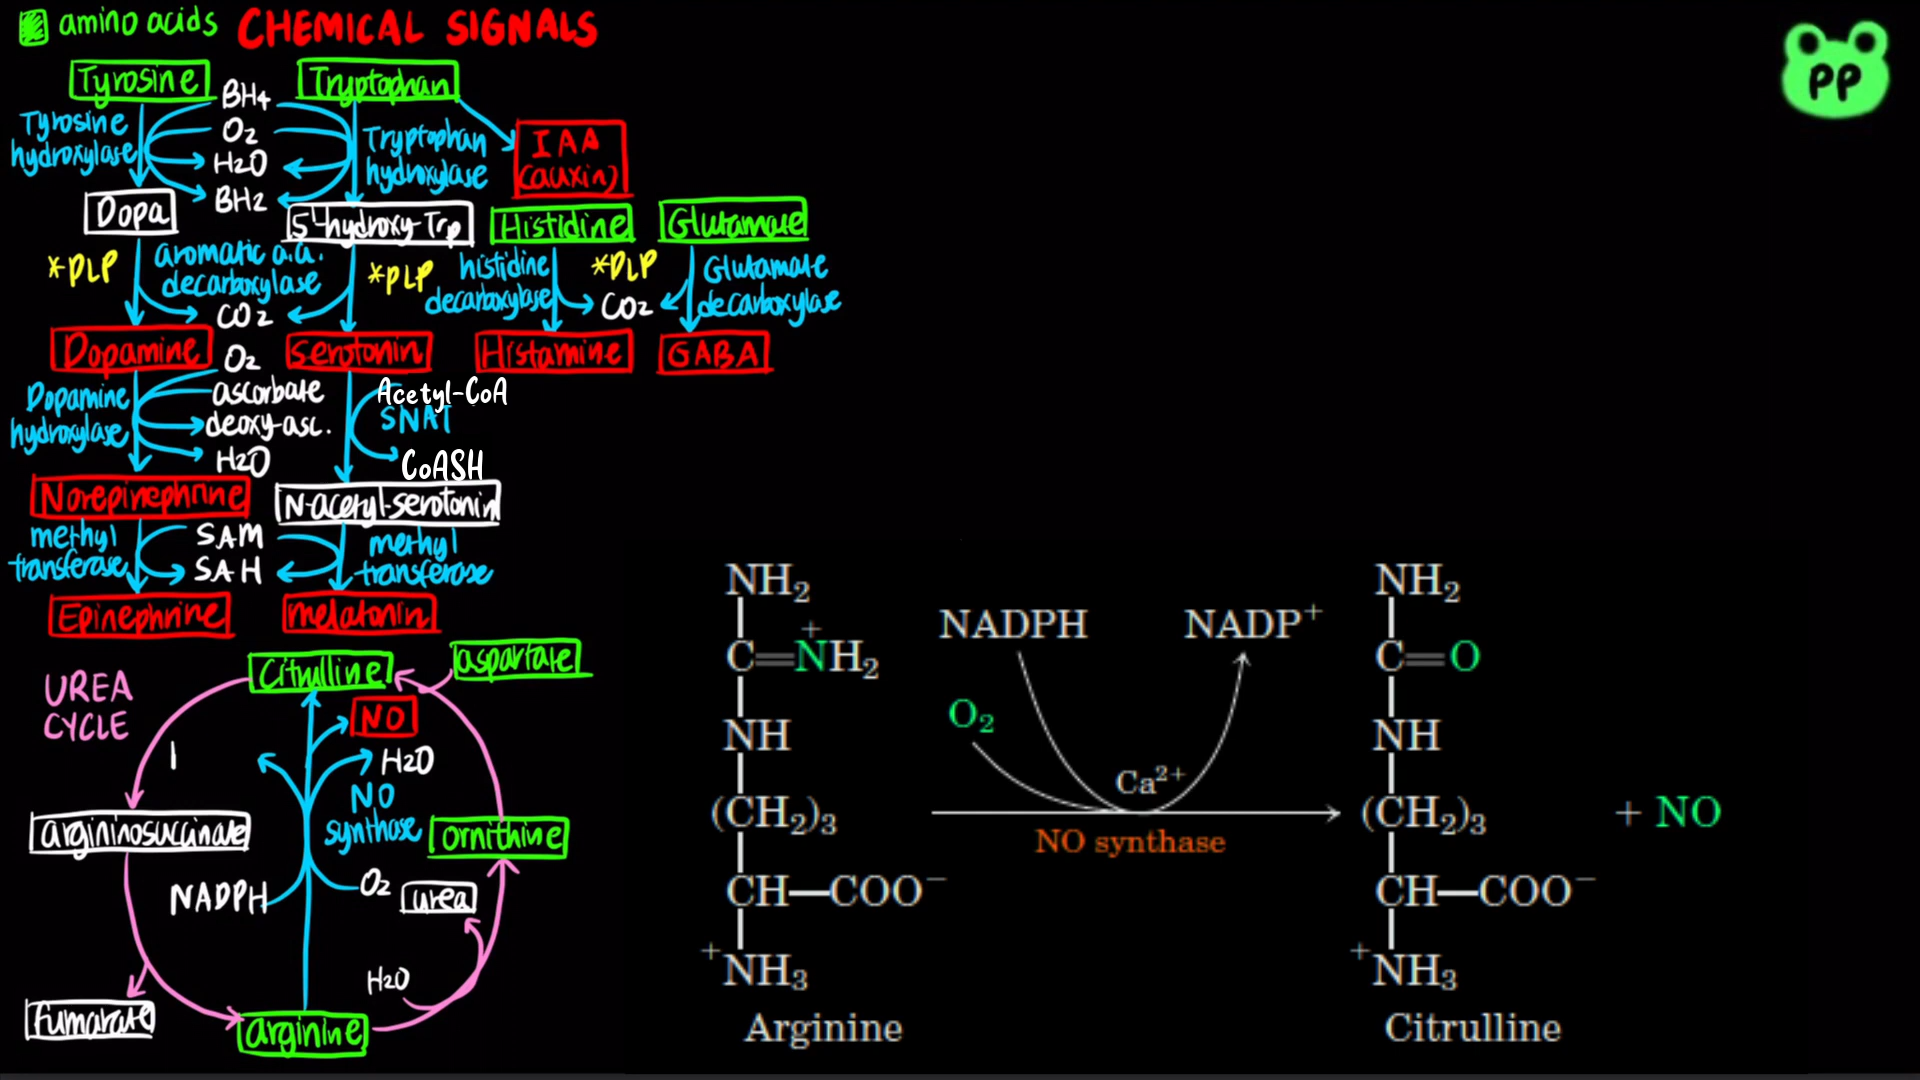 amino acids
CHEMICAL SIGNALS
PP
Tyrosine
Tryptophan
BH4
O2
H2O
BH2
Tyrosine
hydroxylase
Tryptophan
hydroxylase
IAA
(auxin)
Dopa
5-hydroxy-Trp
Histidine
Glutamate
*PLP
aromatic a.a.
decarboxylase
CO2
*PLP
histidine
decarboxylase
*PLP
CO2
Glutamate
decarboxylase
Dopamine
Serotonin
Histamine
GABA
O2
ascorbate
deoxy-asc.
H2O
Dopamine
hydroxylase
Acetyl-CoA
SNAT
CoASH
Norepinephrine
N-acetyl-serotonin
methyl
transferase
SAM
SAH
methyl
transferase
Epinephrine
melatonin
UREA
CYCLE
Citrulline
aspartate
NO
H2O
NO
synthase
argininosuccinate
ornithine
NADPH
O2
urea
H2O
fumarate
arginine
NH2
C=NH2+
NH
(CH2)3
CH—COO−
+NH3
Arginine
NADPH
NADP+
O2
Ca2+
NO synthase
NH2
C=O
NH
(CH2)3
CH—COO−
+NH3
Citrulline
+ NO